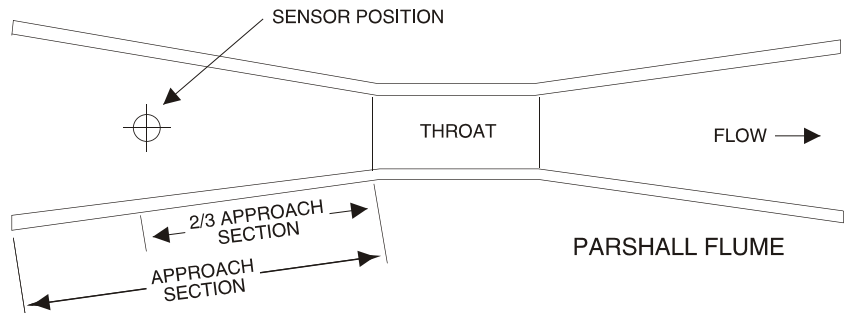 SENSOR POSITION
THROAT
FLOW
2/3 APPROACH
SECTION
APPROACH
SECTION
PARSHALL FLUME